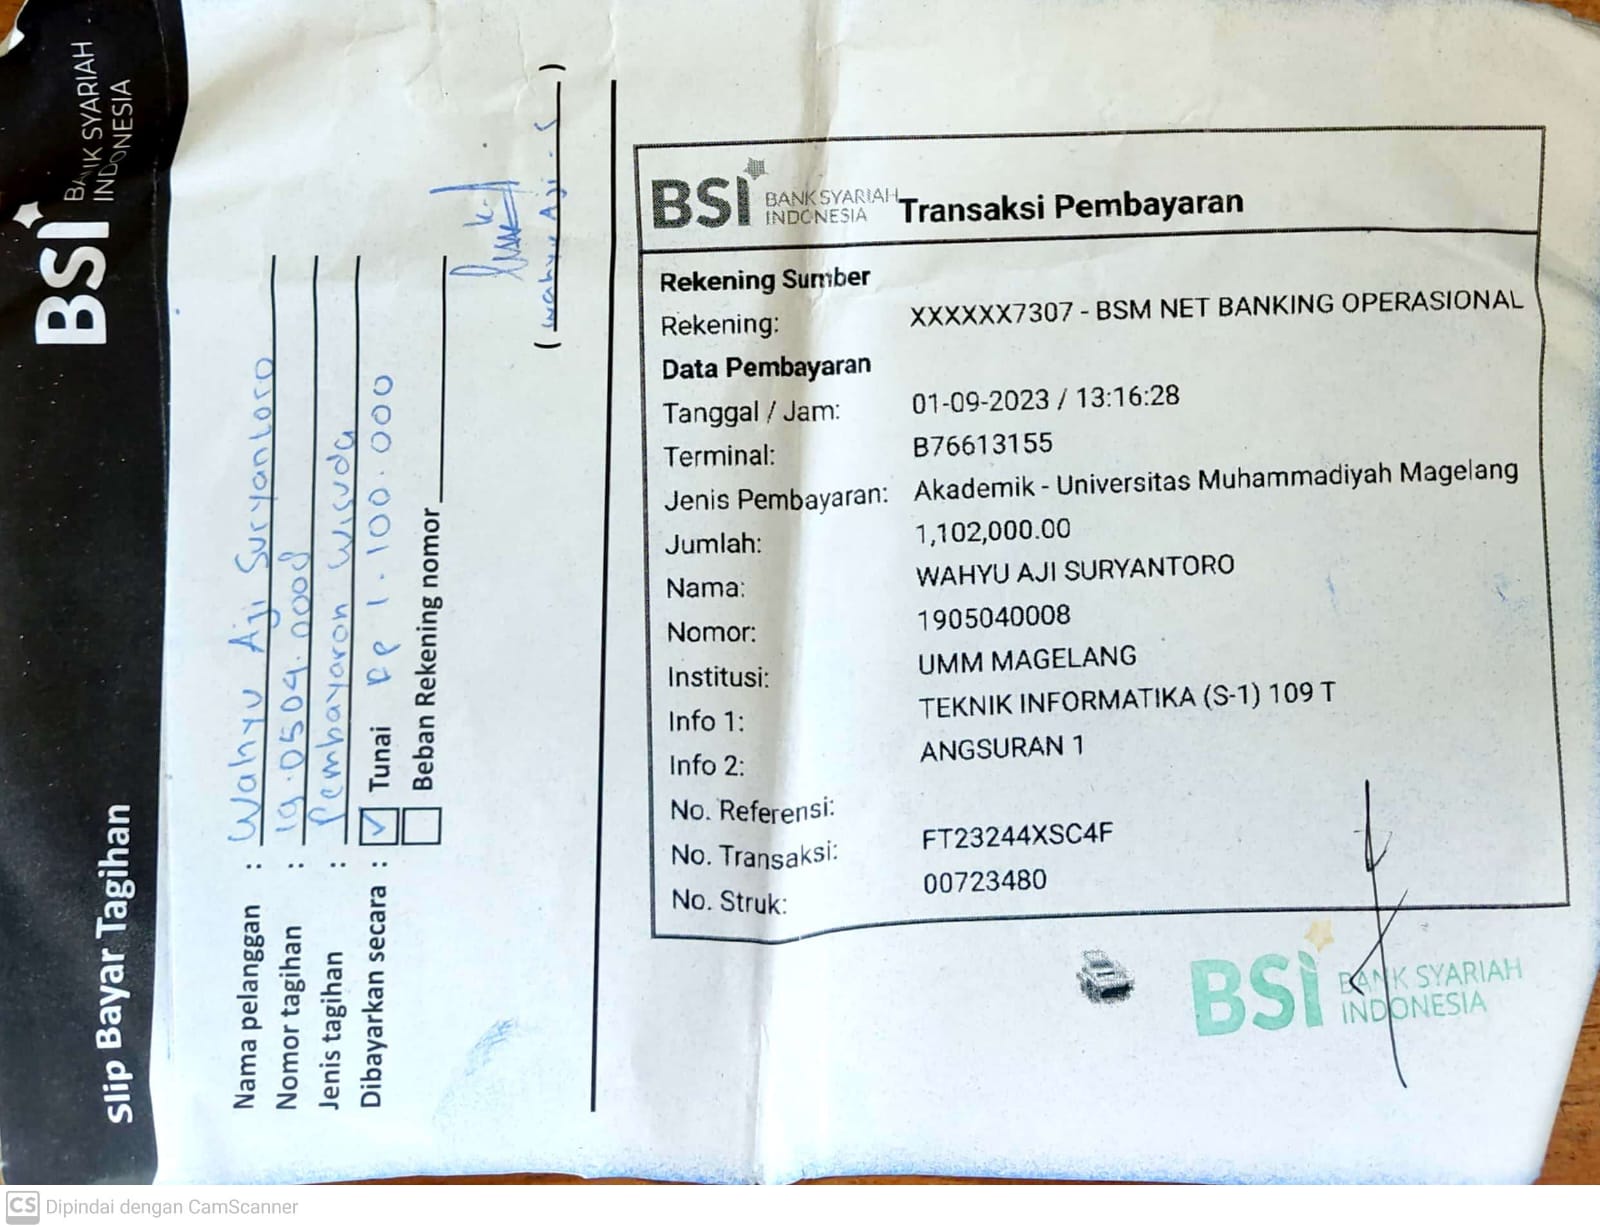 BSI BANK SYARIAH
INDONESIA
Slip Bayar Tagihan
Nama pelanggan : Wahyu Aji Suryantoro
Nomor tagihan : 19.0504.0008
Jenis tagihan : Pembayaran Wisuda
Dibayarkan secara : ☑ Tunai Rp 1.100.000
☐ Beban Rekening nomor
( Wahyu Aji . S )
BSI BANK SYARIAH
INDONESIA
Transaksi Pembayaran
Rekening Sumber
Rekening: XXXXXX7307 - BSM NET BANKING OPERASIONAL
Data Pembayaran
Tanggal / Jam: 01-09-2023 / 13:16:28
Terminal: B76613155
Jenis Pembayaran: Akademik - Universitas Muhammadiyah Magelang
Jumlah: 1,102,000.00
Nama: WAHYU AJI SURYANTORO
Nomor: 1905040008
Institusi: UMM MAGELANG
Info 1: TEKNIK INFORMATIKA (S-1) 109 T
Info 2: ANGSURAN 1
No. Referensi:
No. Transaksi: FT23244XSC4F
No. Struk: 00723480
BSI BANK SYARIAH
INDONESIA
CS Dipindai dengan CamScanner